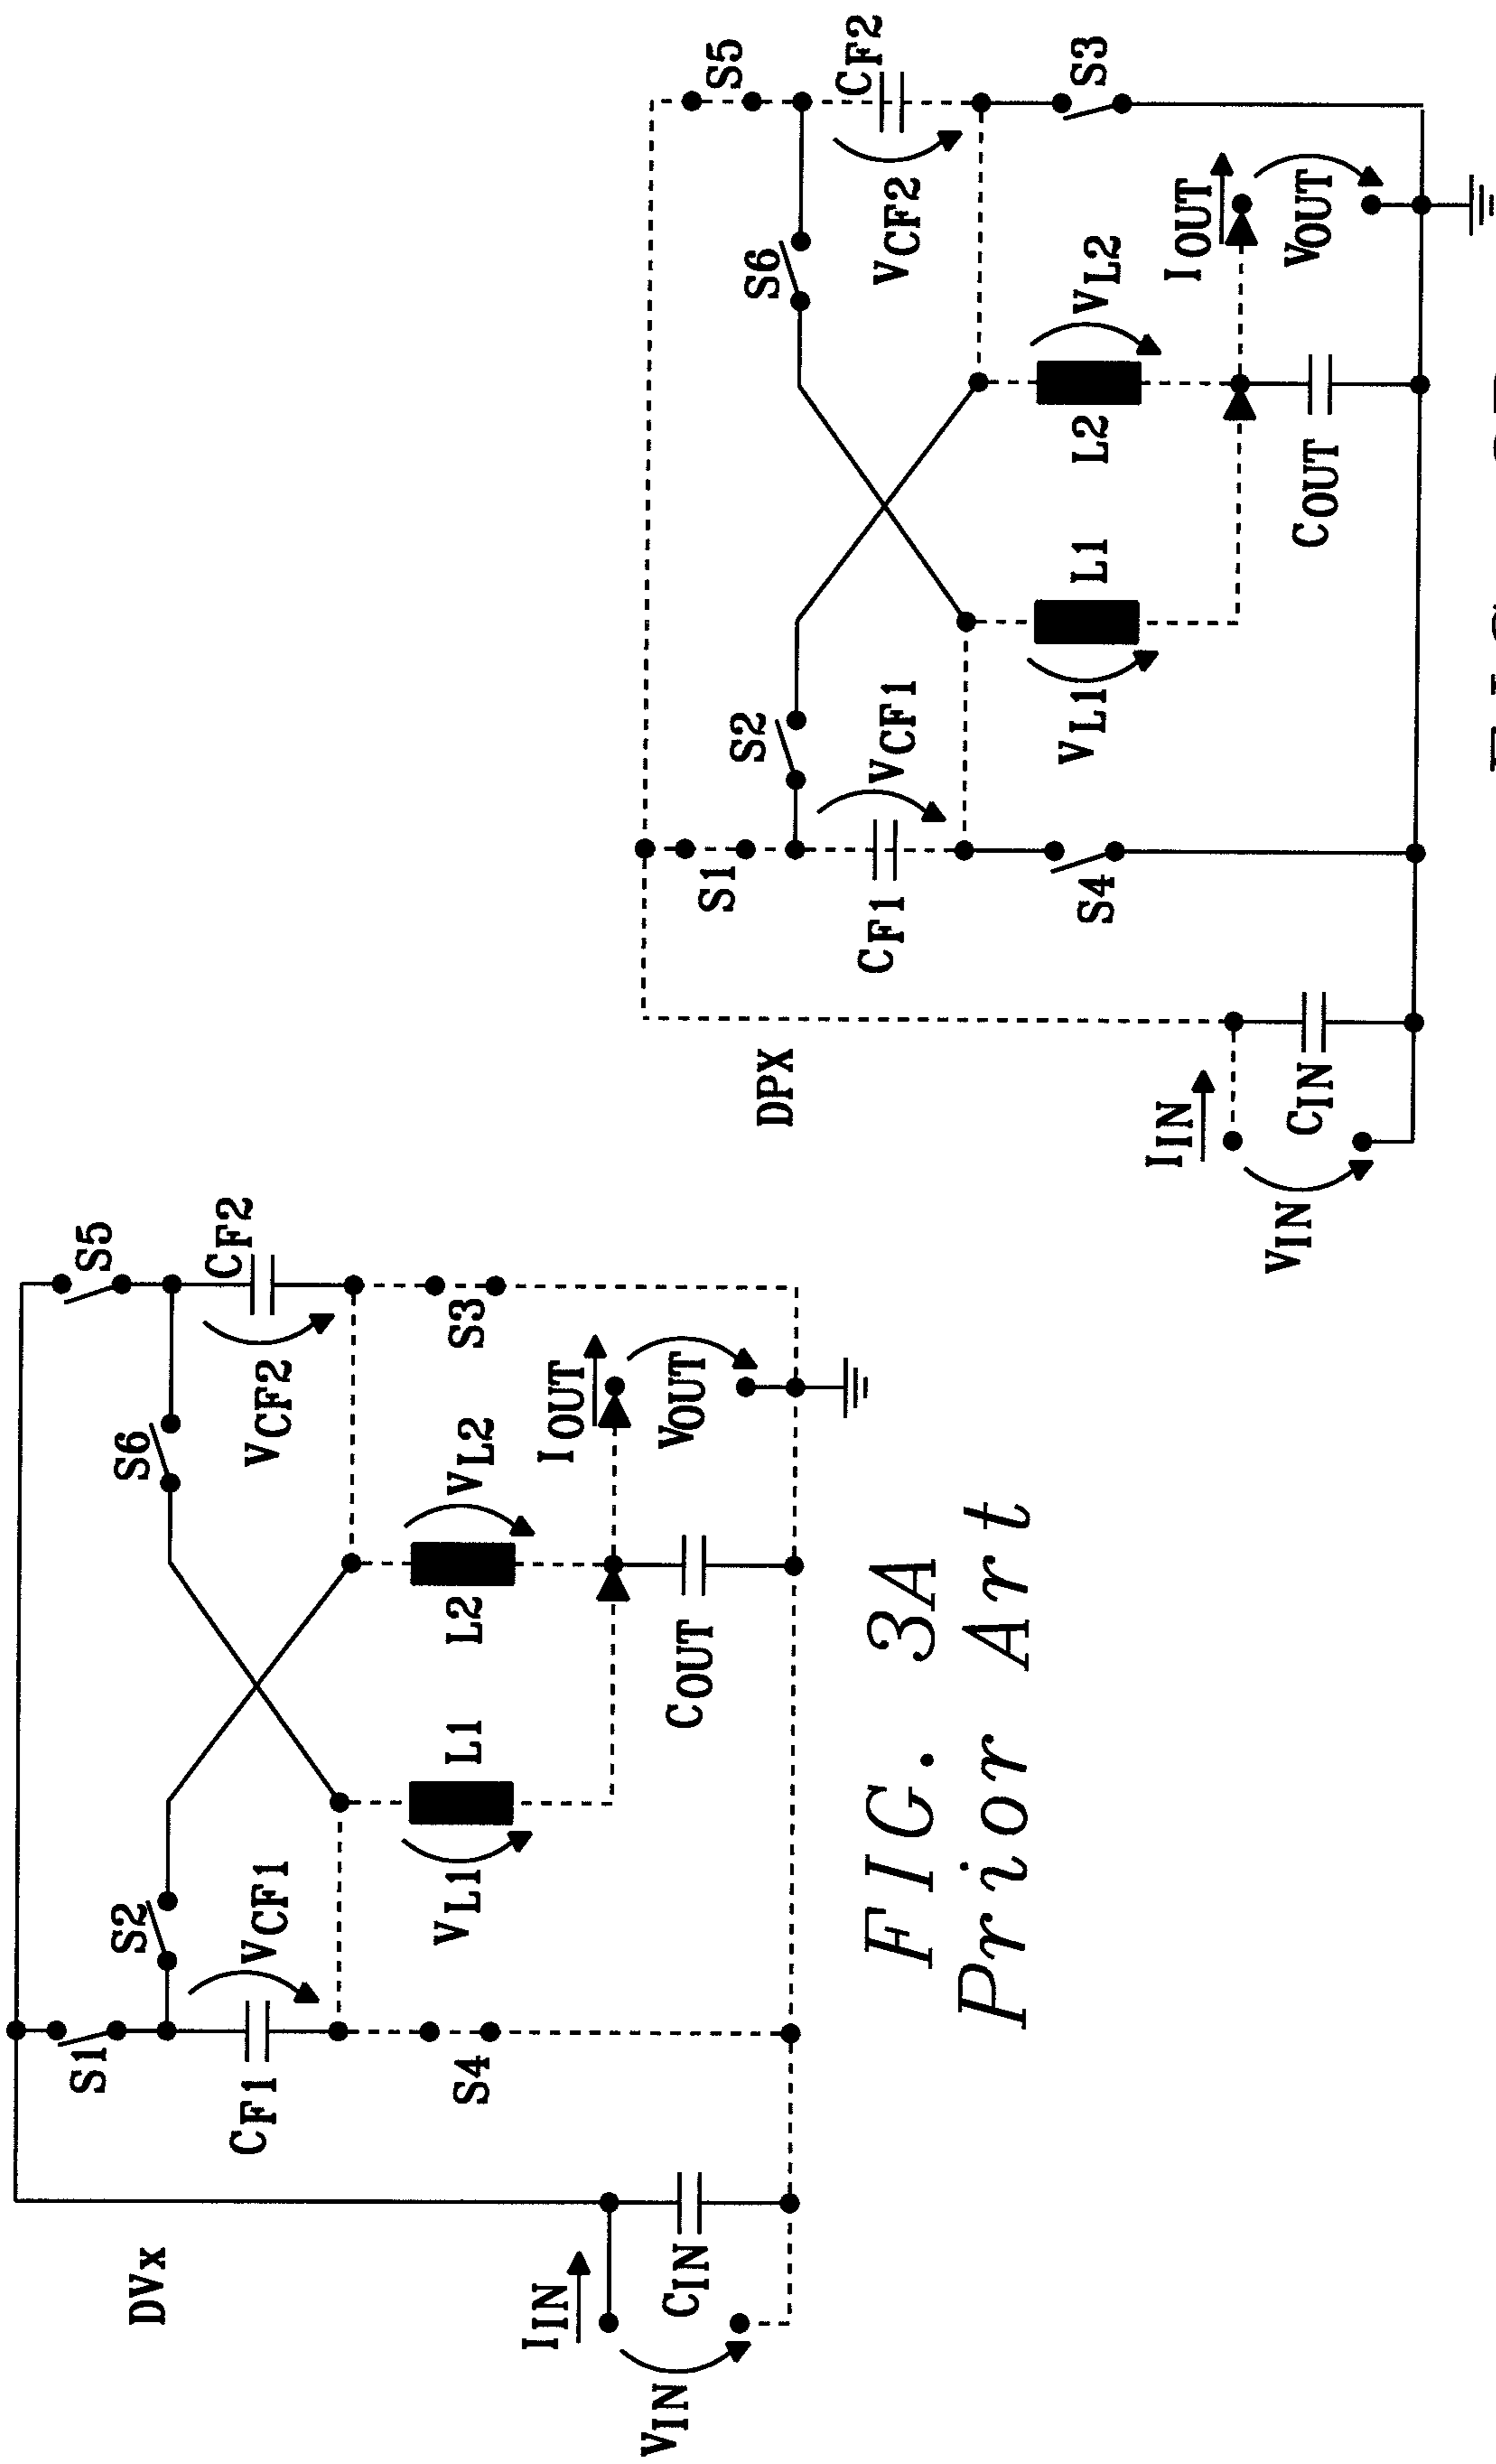 DVx
S1
S2
S6
S5
CF1
VCF1
VCF2
CF2
S4
VL1
L1
L2
VL2
S3
IIN
VIN
CIN
COUT
IOUT
VOUT
FIG. 3A
Prior Art
DPX
S1
S2
S6
S5
CF1
VCF1
VCF2
CF2
S4
VL1
L1
L2
VL2
S3
IIN
VIN
CIN
COUT
IOUT
VOUT